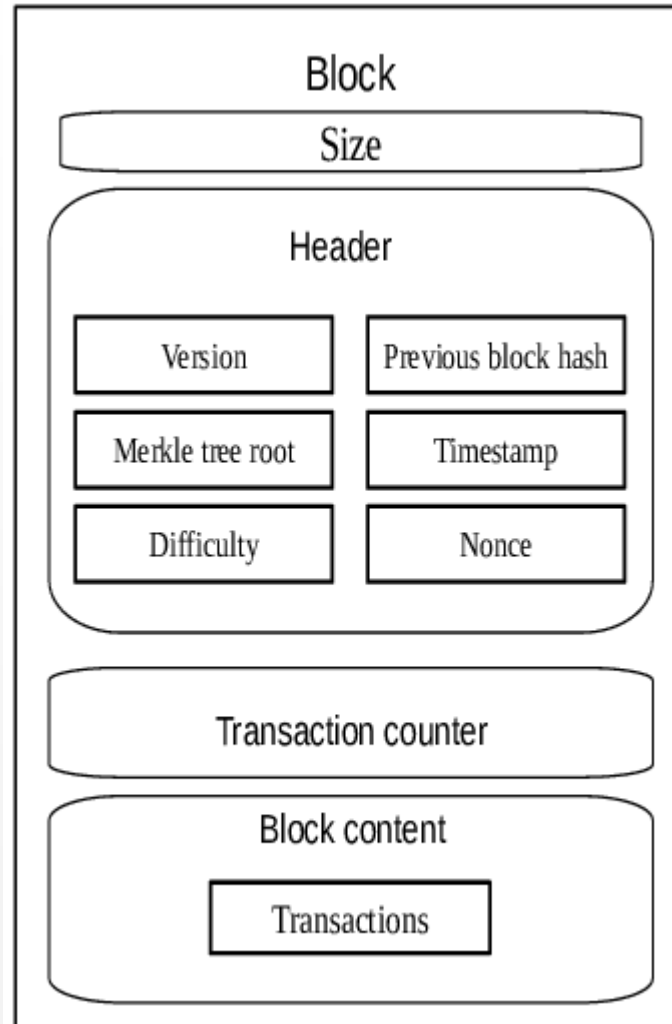 Block
Size
Header
Version
Previous block hash
Merkle tree root
Timestamp
Difficulty
Nonce
Transaction counter
Block content
Transactions